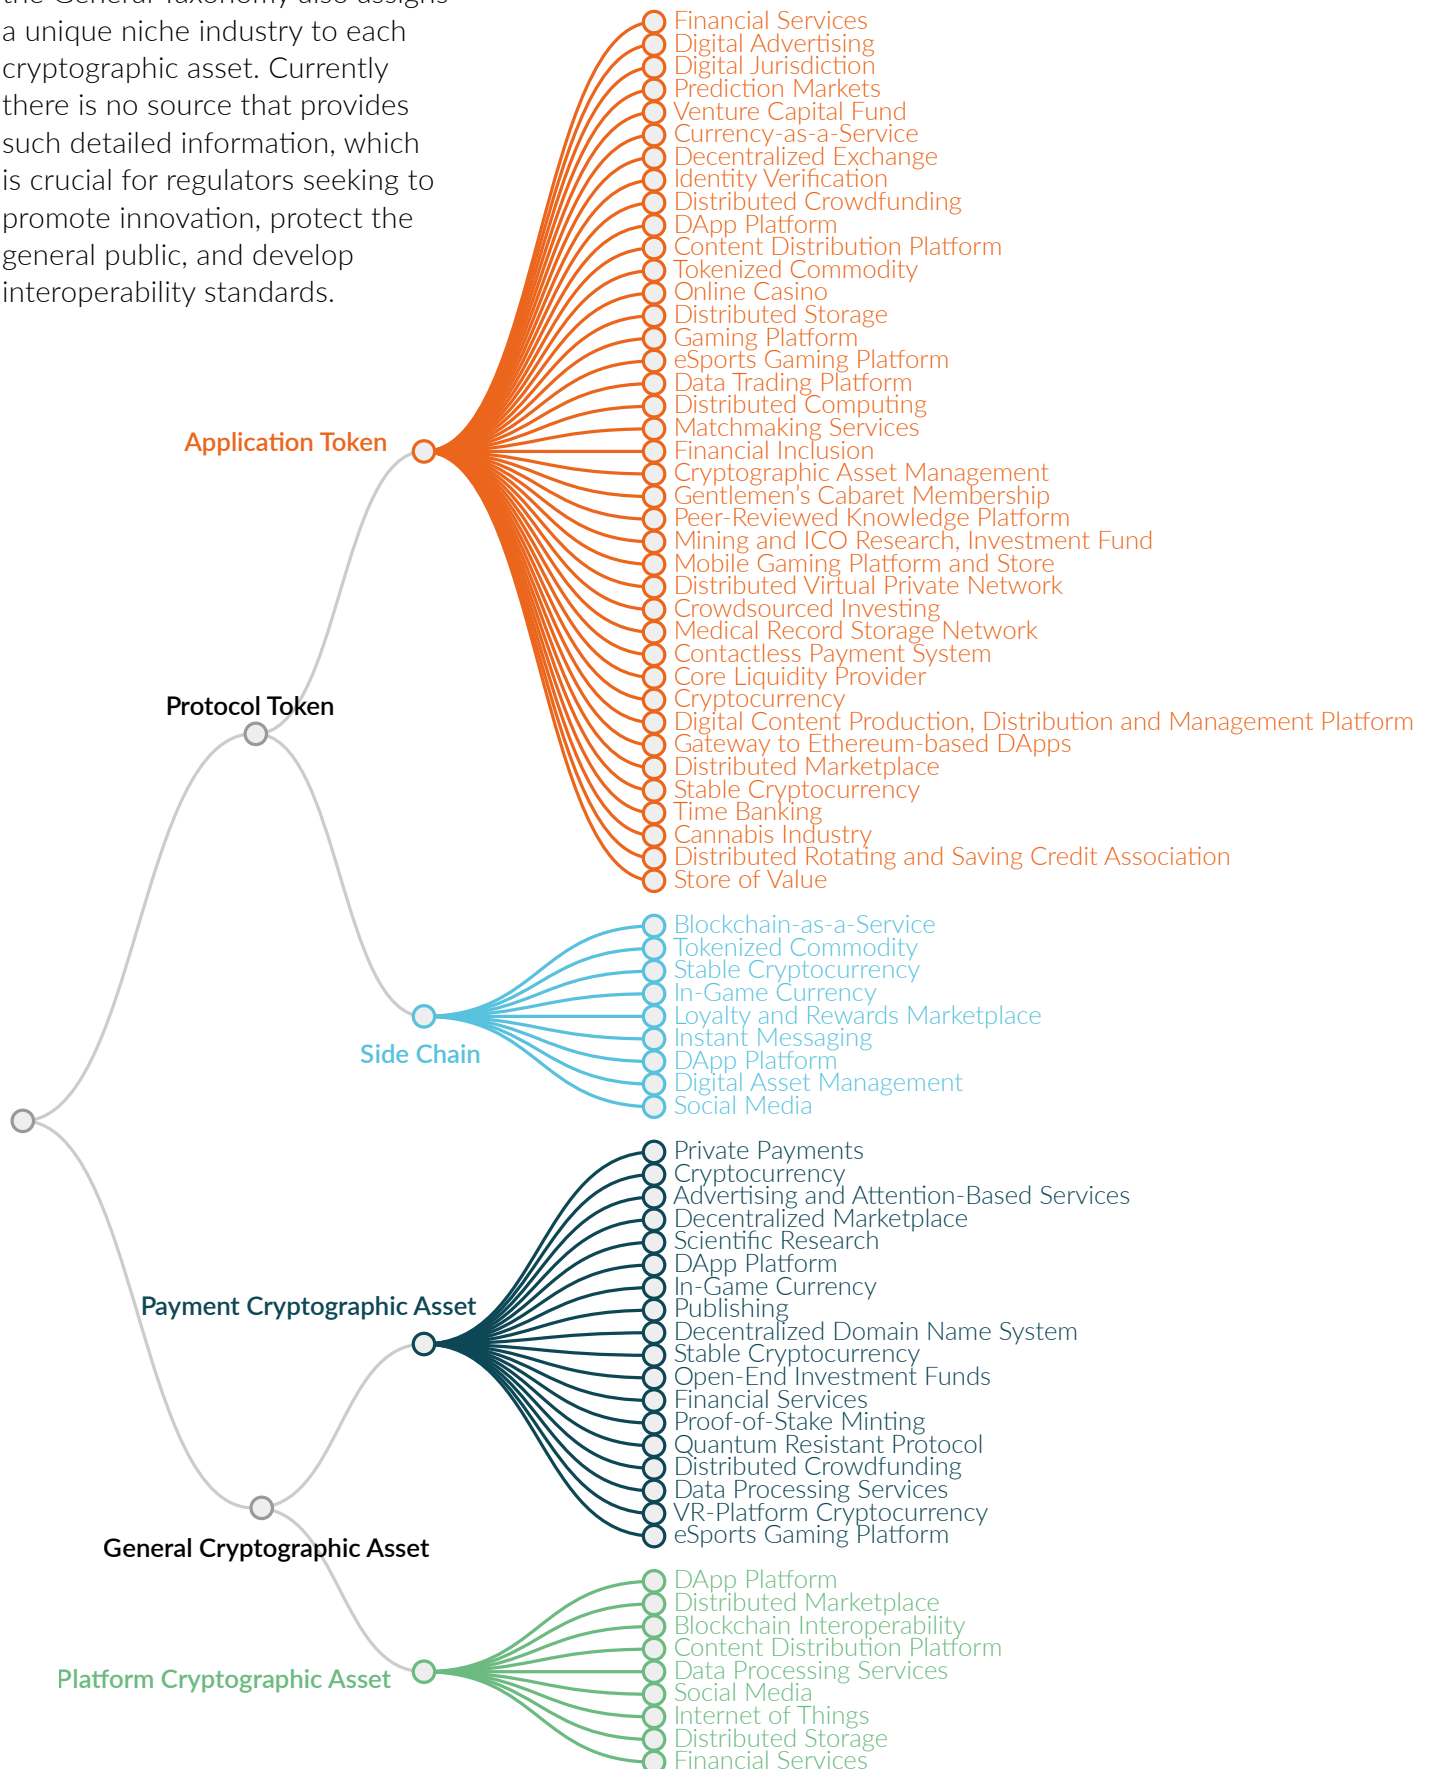 the General Taxonomy also assigns
a unique niche industry to each
cryptographic asset. Currently
there is no source that provides
such detailed information, which
is crucial for regulators seeking to
promote innovation, protect the
general public, and develop
interoperability standards.
Application Token
Financial Services
Digital Advertising
Digital Jurisdiction
Prediction Markets
Venture Capital Fund
Currency-as-a-Service
Decentralized Exchange
Identity Verification
Distributed Crowdfunding
DApp Platform
Content Distribution Platform
Tokenized Commodity
Online Casino
Distributed Storage
Gaming Platform
eSports Gaming Platform
Data Trading Platform
Distributed Computing
Matchmaking Services
Financial Inclusion
Cryptographic Asset Management
Gentlemen's Cabaret Membership
Peer-Reviewed Knowledge Platform
Mining and ICO Research, Investment Fund
Mobile Gaming Platform and Store
Distributed Virtual Private Network
Crowdsourced Investing
Medical Record Storage Network
Contactless Payment System
Core Liquidity Provider
Cryptocurrency
Digital Content Production, Distribution and Management Platform
Gateway to Ethereum-based DApps
Distributed Marketplace
Stable Cryptocurrency
Time Banking
Cannabis Industry
Distributed Rotating and Saving Credit Association
Store of Value
Protocol Token
Side Chain
Blockchain-as-a-Service
Tokenized Commodity
Stable Cryptocurrency
In-Game Currency
Loyalty and Rewards Marketplace
Instant Messaging
DApp Platform
Digital Asset Management
Social Media
Payment Cryptographic Asset
Private Payments
Cryptocurrency
Advertising and Attention-Based Services
Decentralized Marketplace
Scientific Research
DApp Platform
In-Game Currency
Publishing
Decentralized Domain Name System
Stable Cryptocurrency
Open-End Investment Funds
Financial Services
Proof-of-Stake Minting
Quantum Resistant Protocol
Distributed Crowdfunding
Data Processing Services
VR-Platform Cryptocurrency
eSports Gaming Platform
General Cryptographic Asset
Platform Cryptographic Asset
DApp Platform
Distributed Marketplace
Blockchain Interoperability
Content Distribution Platform
Data Processing Services
Social Media
Internet of Things
Distributed Storage
Financial Services